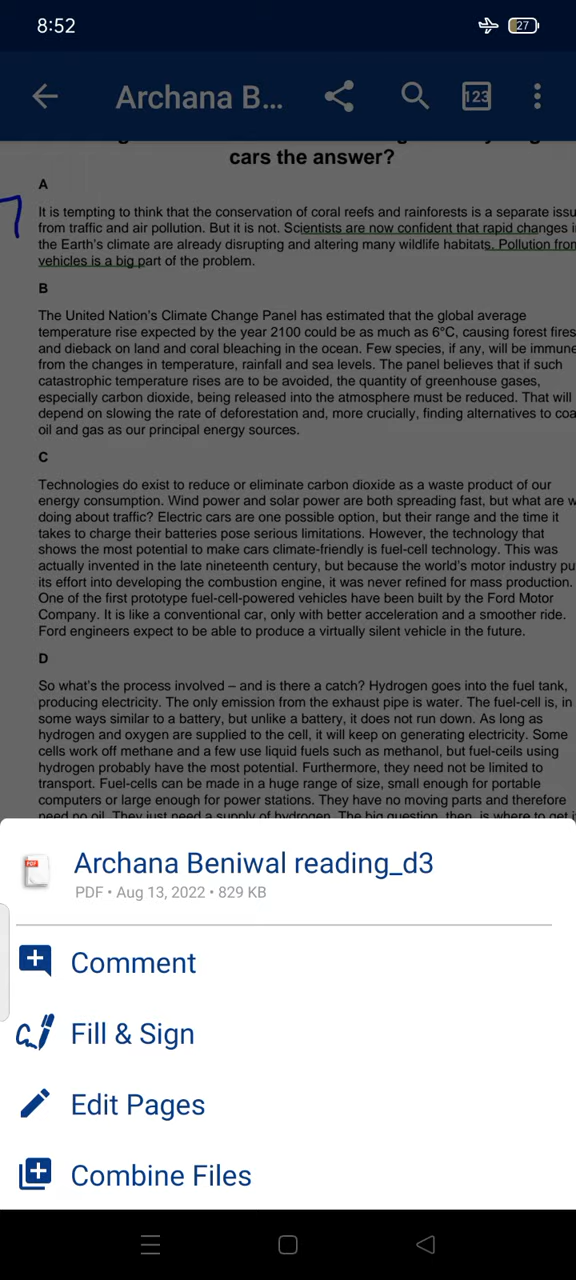 8:52
27
Archana B...
123
cars the answer?
A
It is tempting to think that the conservation of coral reefs and rainforests is a separate issu
from traffic and air pollution. But it is not. Scientists are now confident that rapid changes i
the Earth's climate are already disrupting and altering many wildlife habitats. Pollution from
vehicles is a big part of the problem.
B
The United Nation's Climate Change Panel has estimated that the global average
temperature rise expected by the year 2100 could be as much as 6°C, causing forest fires
and dieback on land and coral bleaching in the ocean. Few species, if any, will be immune
from the changes in temperature, rainfall and sea levels. The panel believes that if such
catastrophic temperature rises are to be avoided, the quantity of greenhouse gases,
especially carbon dioxide, being released into the atmosphere must be reduced. That will
depend on slowing the rate of deforestation and, more crucially, finding alternatives to coa
oil and gas as our principal energy sources.
C
Technologies do exist to reduce or eliminate carbon dioxide as a waste product of our
energy consumption. Wind power and solar power are both spreading fast, but what are w
doing about traffic? Electric cars are one possible option, but their range and the time it
takes to charge their batteries pose serious limitations. However, the technology that
shows the most potential to make cars climate-friendly is fuel-cell technology. This was
actually invented in the late nineteenth century, but because the world's motor industry pu
its effort into developing the combustion engine, it was never refined for mass production.
One of the first prototype fuel-cell-powered vehicles have been built by the Ford Motor
Company. It is like a conventional car, only with better acceleration and a smoother ride.
Ford engineers expect to be able to produce a virtually silent vehicle in the future.
D
So what's the process involved – and is there a catch? Hydrogen goes into the fuel tank,
producing electricity. The only emission from the exhaust pipe is water. The fuel-cell is, in
some ways similar to a battery, but unlike a battery, it does not run down. As long as
hydrogen and oxygen are supplied to the cell, it will keep on generating electricity. Some
cells work off methane and a few use liquid fuels such as methanol, but fuel-ceils using
hydrogen probably have the most potential. Furthermore, they need not be limited to
transport. Fuel-cells can be made in a huge range of size, small enough for portable
computers or large enough for power stations. They have no moving parts and therefore
need no oil. They just need a supply of hydrogen. The big question, then, is where to get i
Archana Beniwal reading_d3
PDF • Aug 13, 2022 • 829 KB
Comment
Fill & Sign
Edit Pages
Combine Files